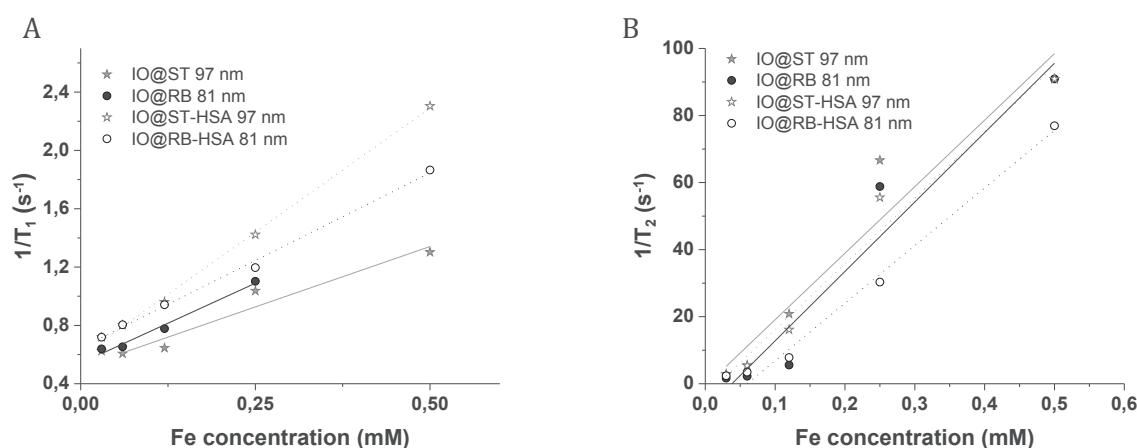 A
IO@ST 97 nm
IO@RB 81 nm
IO@ST-HSA 97 nm
IO@RB-HSA 81 nm
2,4
2,0
1,6
1,2
0,8
0,4
0,00
0,25
0,50
1/T₁ (s⁻¹)
Fe concentration (mM)
B
IO@ST 97 nm
IO@RB 81 nm
IO@ST-HSA 97 nm
IO@RB-HSA 81 nm
100
80
60
40
20
0
0,0
0,1
0,2
0,3
0,4
0,5
0,6
1/T₂ (s⁻¹)
Fe concentration (mM)